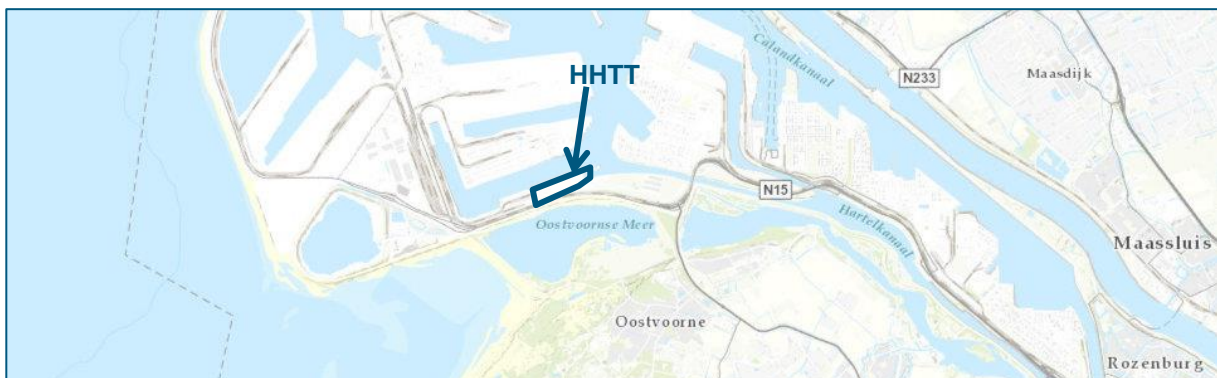 Calandkanaal
HHTT
N233
Maasdijk
N15
Oostvoornse Meer
Hartelkanaal
Maassluis
Oostvoorne
Rozenburg